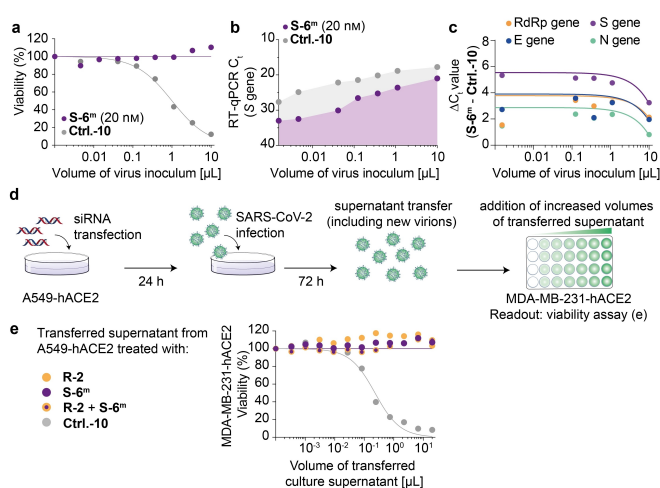 a
Viability (%)
120
100
80
60
40
20
0
S-6ᵐ (20 nM)
Ctrl.-10
0.01
0.1
1
10
Volume of virus inoculum [µL]
b
S-6ᵐ (20 nM)
Ctrl.-10
RT-qPCR Cₜ
(S gene)
10
20
30
40
0.01
0.1
1
10
Volume of virus inoculum [µL]
c
RdRp gene
S gene
E gene
N gene
ΔCₜ value
(S-6ᵐ - Ctrl.-10)
8
6
4
2
0
0.01
0.1
1
10
Volume of virus inoculum [µL]
d
siRNA
transfection
A549-hACE2
24 h
SARS-CoV-2
infection
72 h
supernatant transfer
(including new virions)
addition of increased volumes
of transferred supernatant
MDA-MB-231-hACE2
Readout: viability assay (e)
e
Transferred supernatant from
A549-hACE2 treated with:
R-2
S-6ᵐ
R-2 + S-6ᵐ
Ctrl.-10
MDA-MB-231-hACE2
Viability (%)
120
100
80
60
40
20
0
10⁻³
10⁻²
10⁻¹
10⁰
10¹
Volume of transferred
culture supernatant [µL]